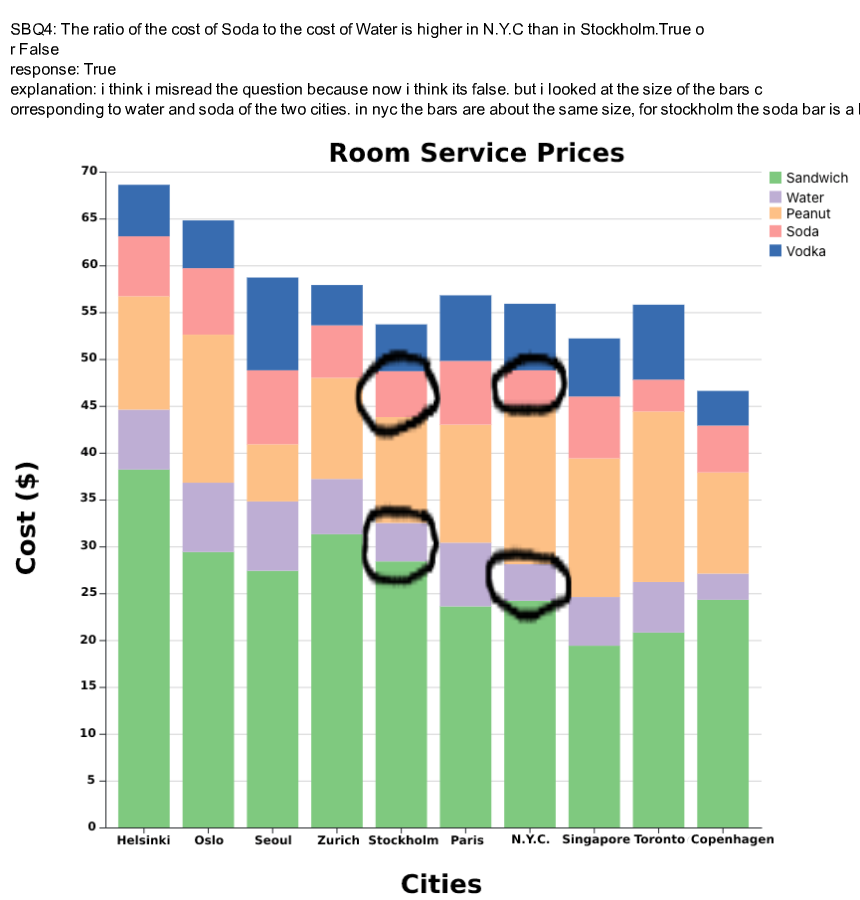 SBQ4: The ratio of the cost of Soda to the cost of Water is higher in N.Y.C than in Stockholm.True o
r False
response: True
explanation: i think i misread the question because now i think its false. but i looked at the size of the bars c
orresponding to water and soda of the two cities. in nyc the bars are about the same size, for stockholm the soda bar is a
Room Service Prices
Sandwich
Water
Peanut
Soda
Vodka
Cost ($)
70
65
60
55
50
45
40
35
30
25
20
15
10
5
0
Helsinki Oslo Seoul Zurich Stockholm Paris N.Y.C. Singapore Toronto Copenhagen
Cities